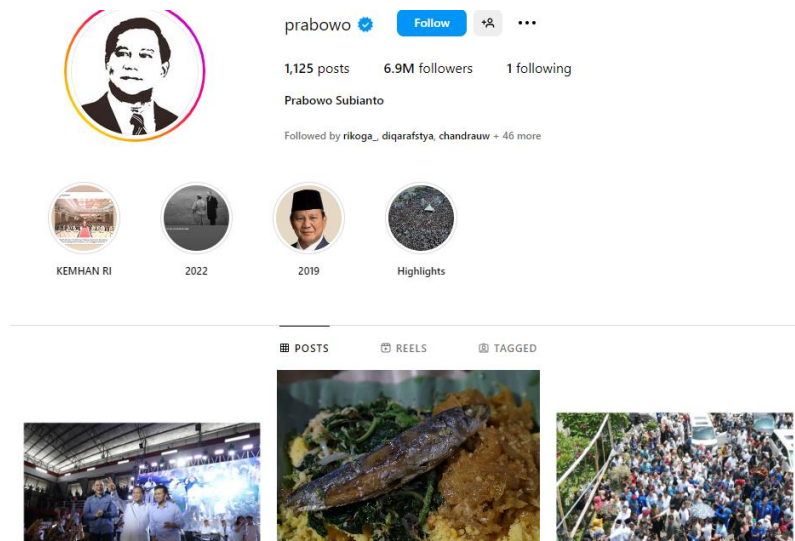 prabowo Follow
1,125 posts 6.9M followers 1 following
Prabowo Subianto
Followed by rikoga_, diqarafstya, chandrauw + 46 more
KEMHAN RI 2022 2019 Highlights
POSTS REELS TAGGED